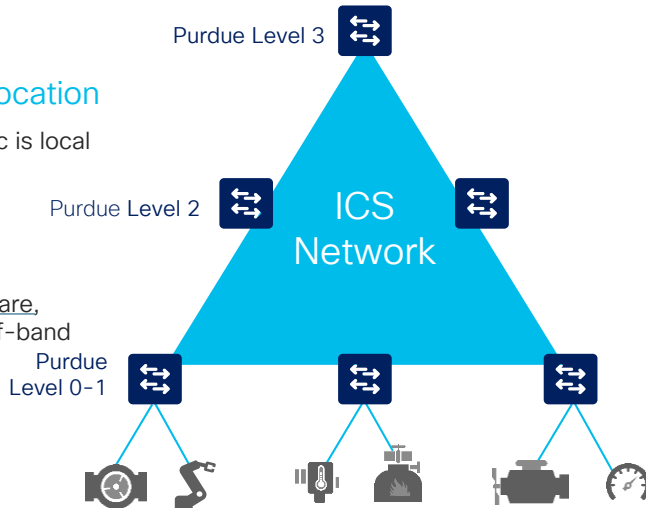 Purdue Level 3
ocation
c is local
Purdue Level 2
ICS
Network
are,
f-band
Purdue
Level 0-1